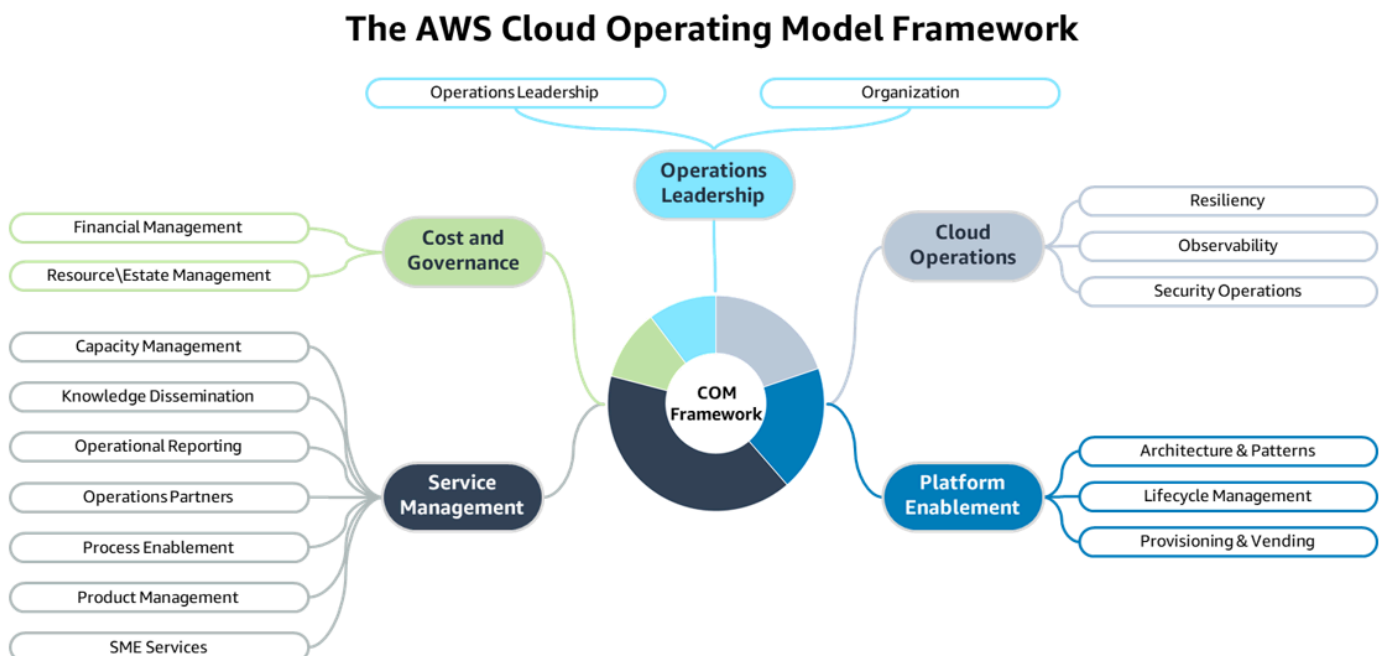 The AWS Cloud Operating Model Framework
Operations Leadership
Organization
Operations
Leadership
Financial Management
Resource\Estate Management
Cost and
Governance
Cloud
Operations
Resiliency
Observability
Security Operations
COM
Framework
Capacity Management
Knowledge Dissemination
Operational Reporting
Operations Partners
Process Enablement
Product Management
SME Services
Service
Management
Platform
Enablement
Architecture & Patterns
Lifecycle Management
Provisioning & Vending